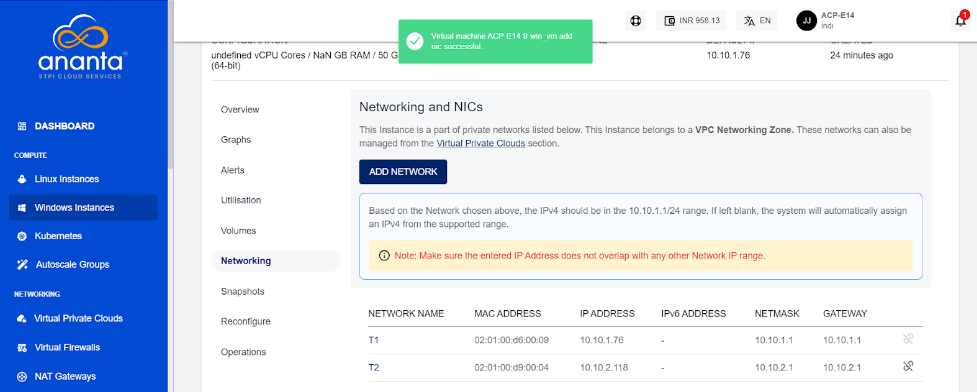 ananta
STPI CLOUD SERVICES
DASHBOARD
COMPUTE
Linux Instances
Windows Instances
Kubernetes
Autoscale Groups
NETWORKING
Virtual Private Clouds
Virtual Firewalls
NAT Gateways
INR 958.13
EN
JJ
ACP-E14
indi
1
Virtual machine ACP E14 9 win vm add
nic successful.
undefined vCPU Cores / NaN GB RAM / 50 G
(64-bit)
10.10.1.76
24 minutes ago
Overview
Graphs
Alerts
Utilisation
Volumes
Networking
Snapshots
Reconfigure
Operations
Networking and NICs
This Instance is a part of private networks listed below. This Instance belongs to a VPC Networking Zone. These networks can also be
managed from the Virtual Private Clouds section.
ADD NETWORK
Based on the Network chosen above, the IPv4 should be in the 10.10.1.1/24 range. If left blank, the system will automatically assign
an IPv4 from the supported range.
Note: Make sure the entered IP Address does not overlap with any other Network IP range.
NETWORK NAME MAC ADDRESS IP ADDRESS IPv6 ADDRESS NETMASK GATEWAY
T1 02:01:00:d6:00:09 10.10.1.76 - 10.10.1.1 10.10.1.1
T2 02:01:00:d9:00:04 10.10.2.118 - 10.10.2.1 10.10.2.1